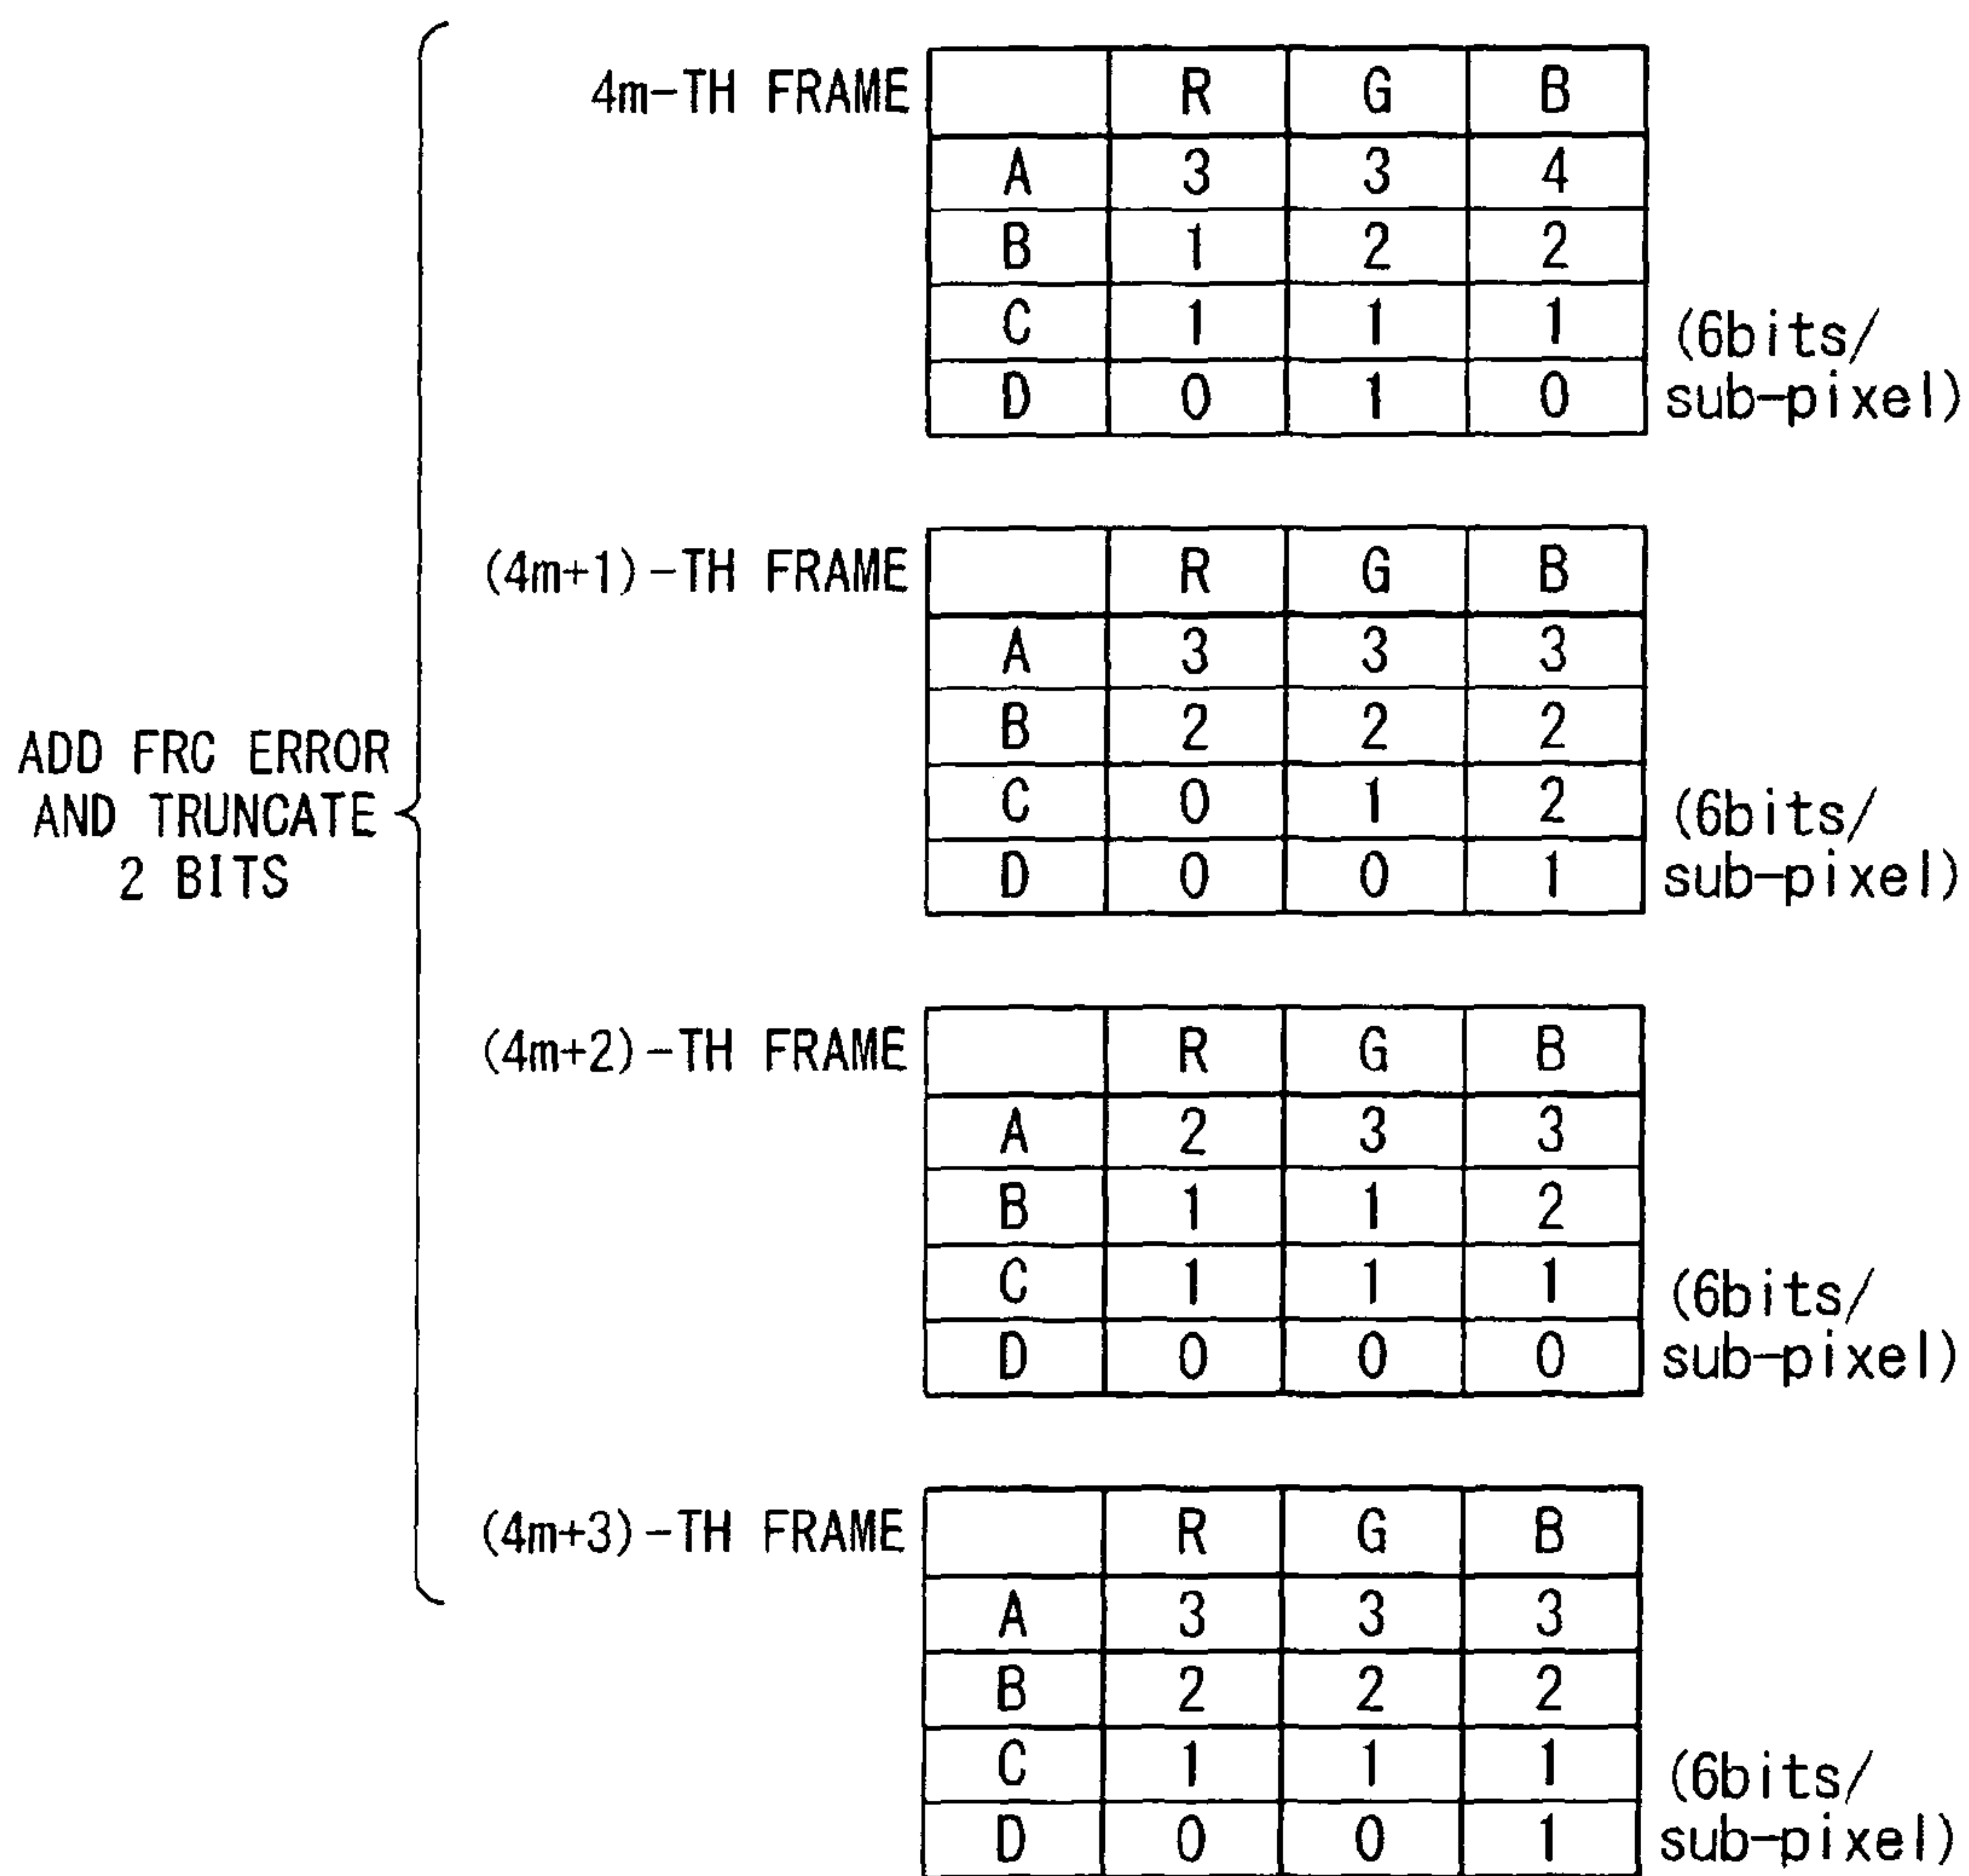 4m-TH FRAME
R G B
A 3 3 4
B 1 2 2
C 1 1 1
D 0 1 0
(6bits/
sub-pixel)
(4m+1)-TH FRAME
R G B
A 3 3 3
B 2 2 2
C 0 1 2
D 0 0 1
(6bits/
sub-pixel)
ADD FRC ERROR
AND TRUNCATE
2 BITS
(4m+2)-TH FRAME
R G B
A 2 3 3
B 1 1 2
C 1 1 1
D 0 0 0
(6bits/
sub-pixel)
(4m+3)-TH FRAME
R G B
A 3 3 3
B 2 2 2
C 1 1 1
D 0 0 1
(6bits/
sub-pixel)